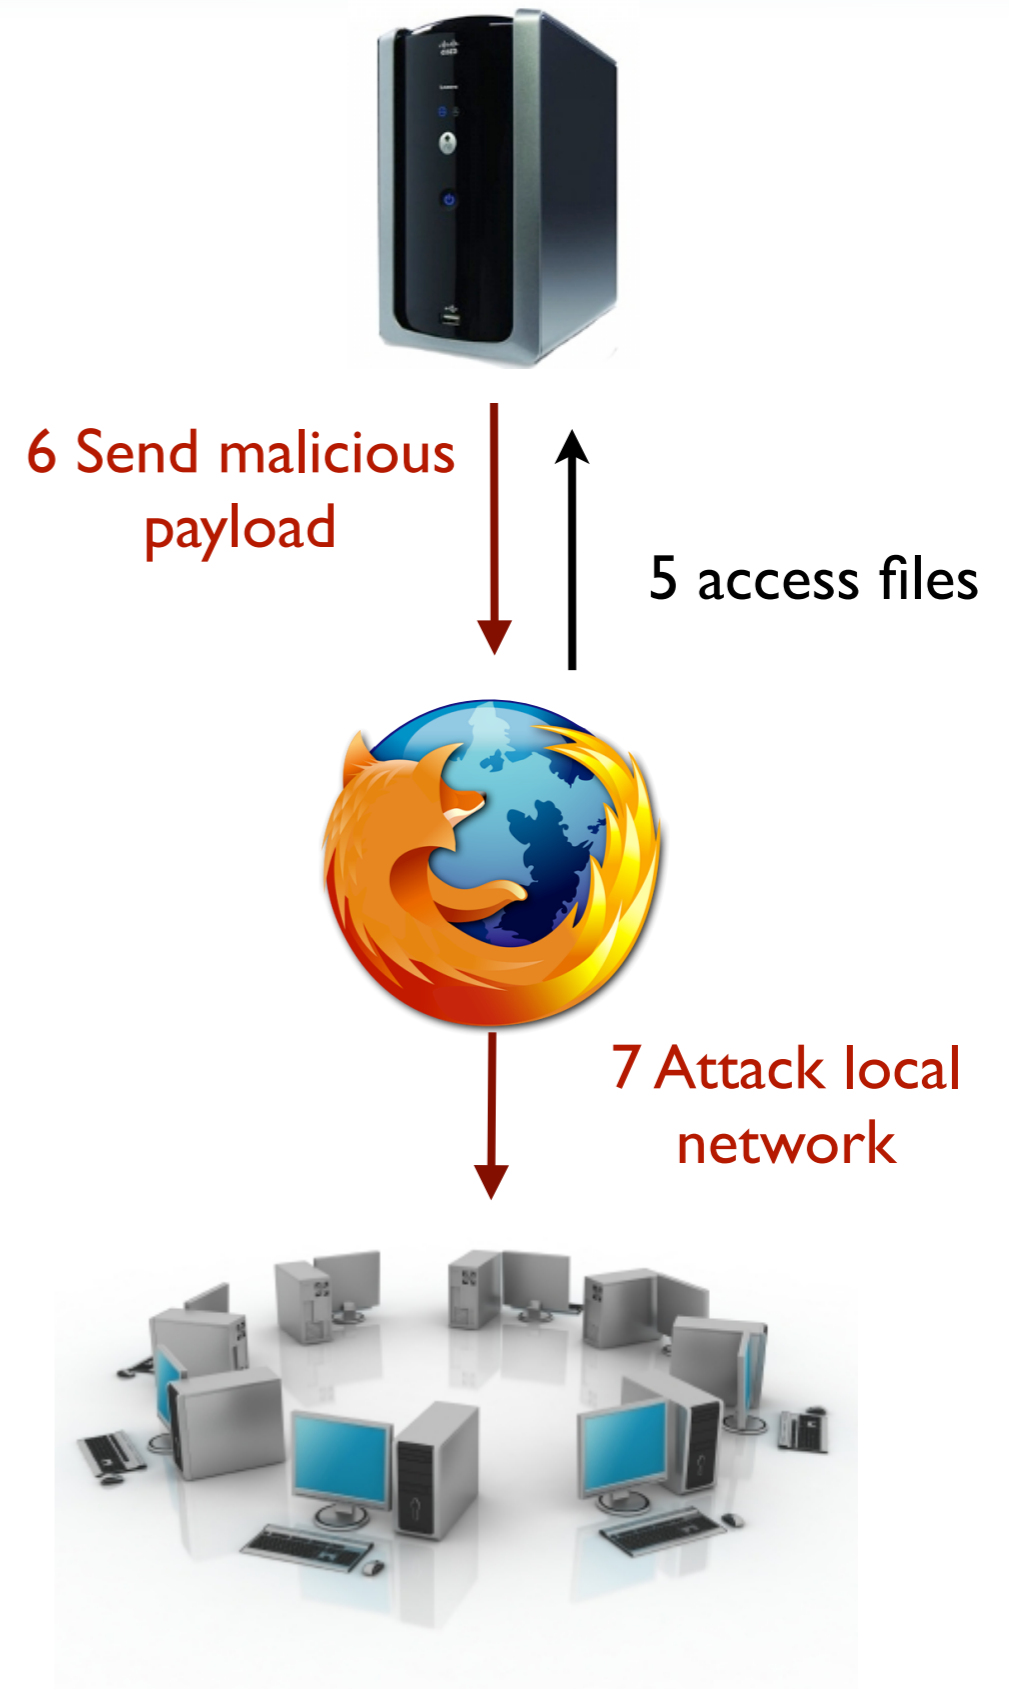 6 Send malicious
payload
5 access files
7 Attack local
network